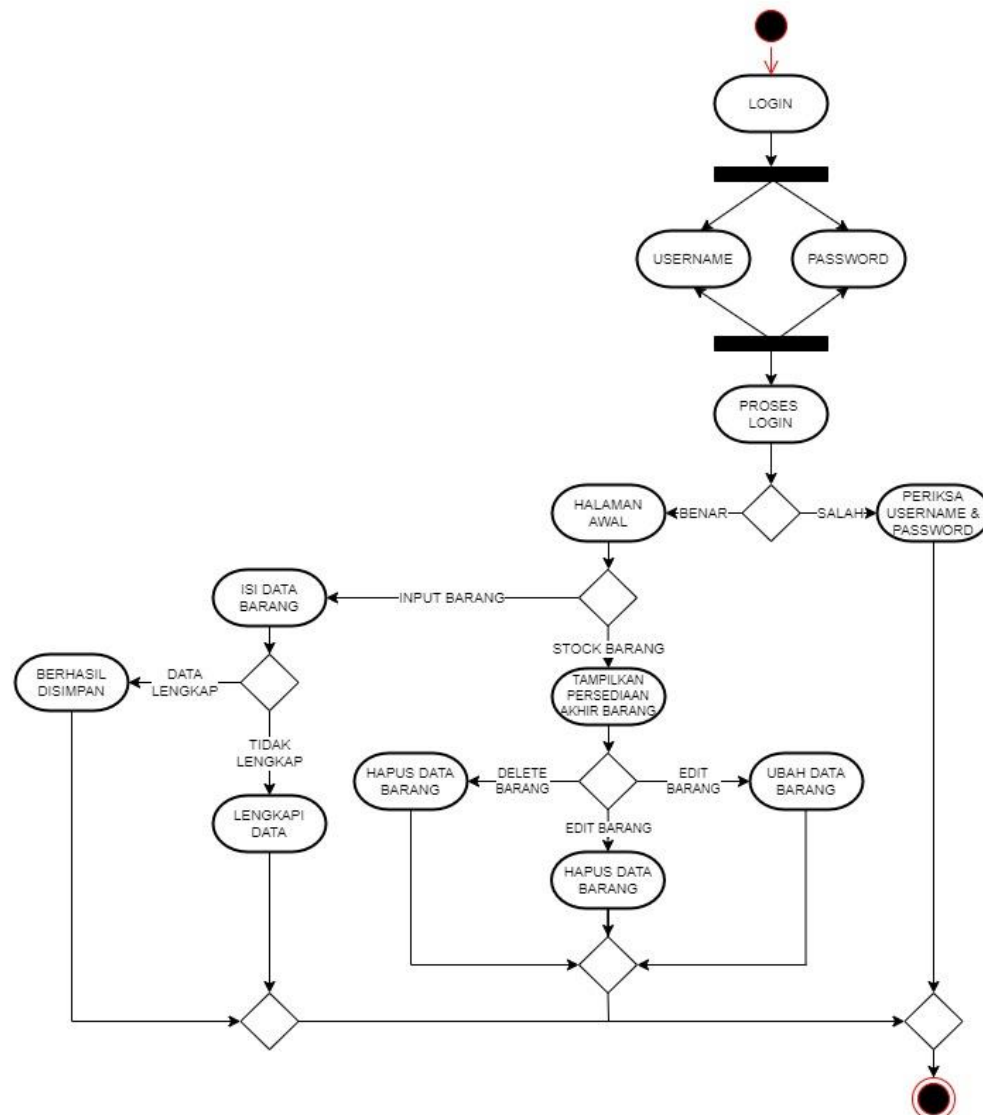 LOGIN
USERNAME
PASSWORD
PROSES
LOGIN
HALAMAN
AWAL
BENAR
SALAH
PERIKSA
USERNAME &
PASSWORD
ISI DATA
BARANG
INPUT BARANG
STOCK BARANG
BERHASIL
DISIMPAN
DATA
LENGKAP
TAMPILKAN
PERSEDIAAN
AKHIR BARANG
TIDAK
LENGKAP
HAPUS DATA
BARANG
DELETE
BARANG
EDIT
BARANG
UBAH DATA
BARANG
LENGKAPI
DATA
EDIT BARANG
HAPUS DATA
BARANG